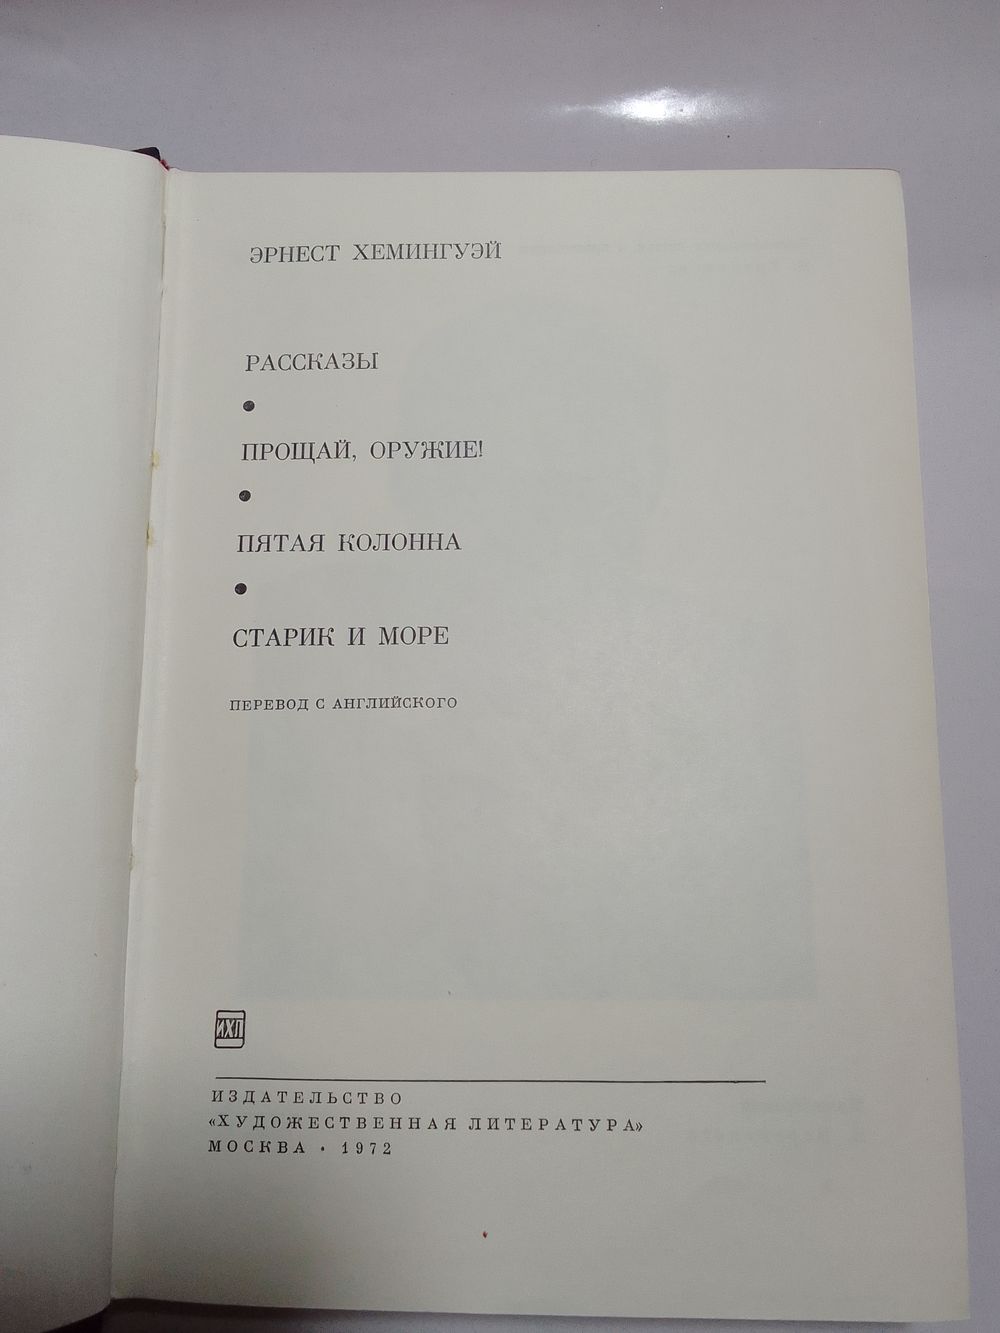 ЭРНЕСТ ХЕМИНГУЭЙ
РАССКАЗЫ
ПРОЩАЙ, ОРУЖИЕ!
ПЯТАЯ КОЛОННА
СТАРИК И МОРЕ
ПЕРЕВОД С АНГЛИЙСКОГО
ИХЛ
ИЗДАТЕЛЬСТВО
«ХУДОЖЕСТВЕННАЯ ЛИТЕРАТУРА»
МОСКВА • 1972